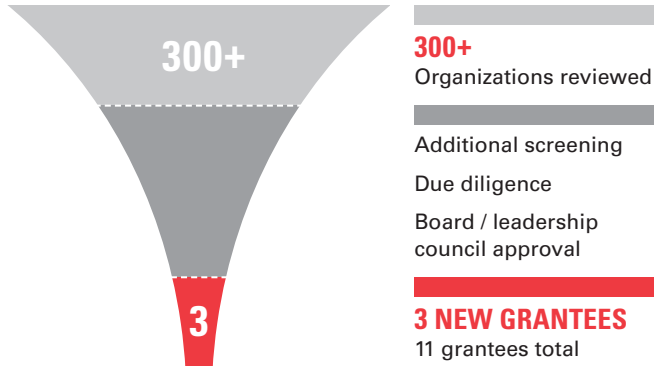 300+
3
300+
Organizations reviewed
Additional screening
Due diligence
Board / leadership
council approval
3 NEW GRANTEES
11 grantees total